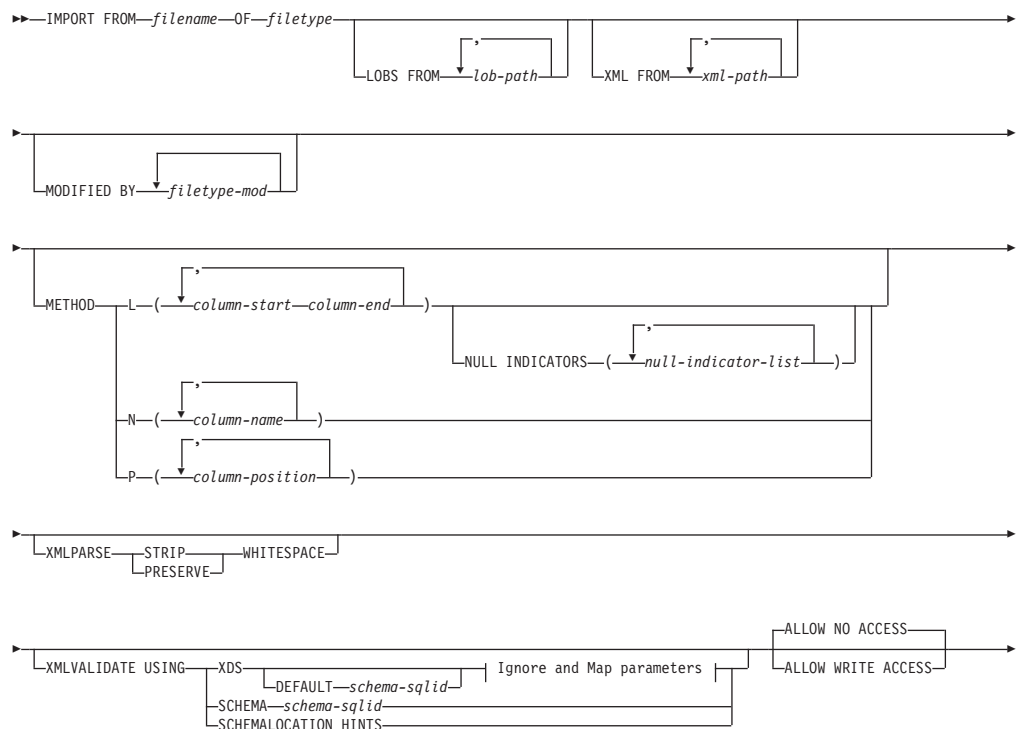 IMPORT FROM filename OF filetype
,
,
LOBS FROM lob-path
XML FROM xml-path
MODIFIED BY filetype-mod
,
METHOD L ( column-start column-end )
,
NULL INDICATORS ( null-indicator-list )
,
N ( column-name )
,
P ( column-position )
XMLPARSE STRIP WHITESPACE
PRESERVE
ALLOW NO ACCESS
XMLVALIDATE USING XDS Ignore and Map parameters ALLOW WRITE ACCESS
DEFAULT schema-sqlid
SCHEMA schema-sqlid
SCHEMALOCATION HINTS